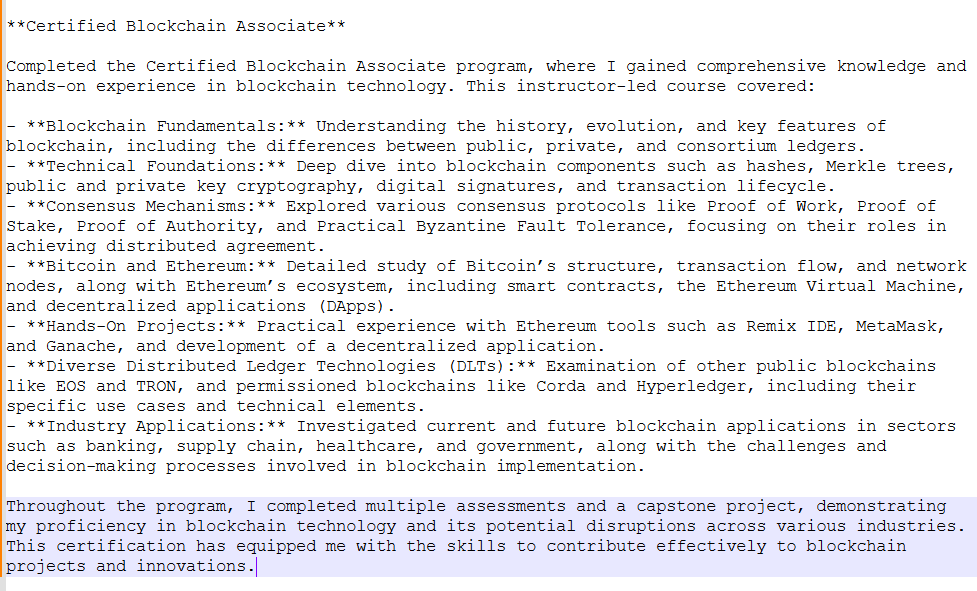 **Certified Blockchain Associate**
Completed the Certified Blockchain Associate program, where I gained comprehensive knowledge and
hands-on experience in blockchain technology. This instructor-led course covered:
- **Blockchain Fundamentals:** Understanding the history, evolution, and key features of
blockchain, including the differences between public, private, and consortium ledgers.
- **Technical Foundations:** Deep dive into blockchain components such as hashes, Merkle trees,
public and private key cryptography, digital signatures, and transaction lifecycle.
- **Consensus Mechanisms:** Explored various consensus protocols like Proof of Work, Proof of
Stake, Proof of Authority, and Practical Byzantine Fault Tolerance, focusing on their roles in
achieving distributed agreement.
- **Bitcoin and Ethereum:** Detailed study of Bitcoin’s structure, transaction flow, and network
nodes, along with Ethereum’s ecosystem, including smart contracts, the Ethereum Virtual Machine,
and decentralized applications (DApps).
- **Hands-On Projects:** Practical experience with Ethereum tools such as Remix IDE, MetaMask,
and Ganache, and development of a decentralized application.
- **Diverse Distributed Ledger Technologies (DLTs):** Examination of other public blockchains
like EOS and TRON, and permissioned blockchains like Corda and Hyperledger, including their
specific use cases and technical elements.
- **Industry Applications:** Investigated current and future blockchain applications in sectors
such as banking, supply chain, healthcare, and government, along with the challenges and
decision-making processes involved in blockchain implementation.
Throughout the program, I completed multiple assessments and a capstone project, demonstrating
my proficiency in blockchain technology and its potential disruptions across various industries.
This certification has equipped me with the skills to contribute effectively to blockchain
projects and innovations.